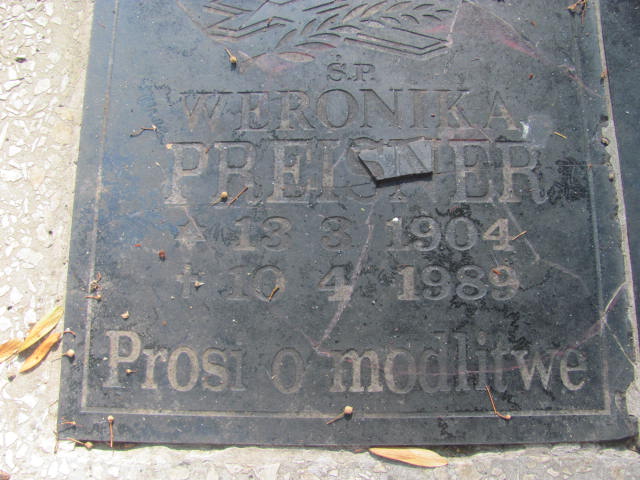 Ś.P.
WERONIKA
PREISNER
* 13 3 1904
+ 10 4 1989
Prosi o modlitwe